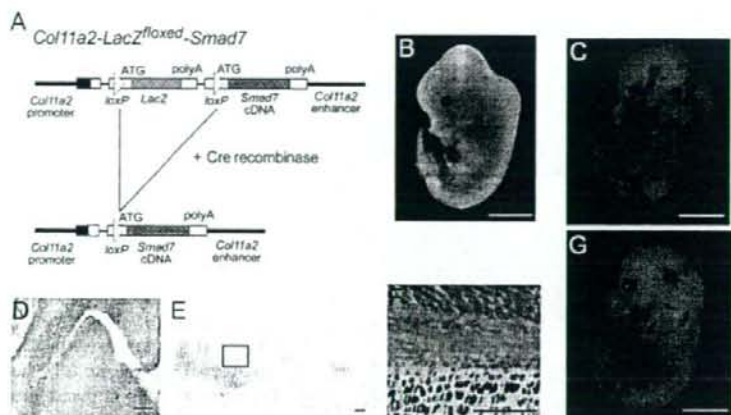 A
Col11a2-LacZfloxed-Smad7
ATG polyA ATG polyA
Col11a2 promoter loxP LacZ loxP Smad7 cDNA Col11a2 enhancer
+ Cre recombinase
ATG polyA
Col11a2 promoter loxP Smad7 cDNA Col11a2 enhancer
B
C
D
E
G